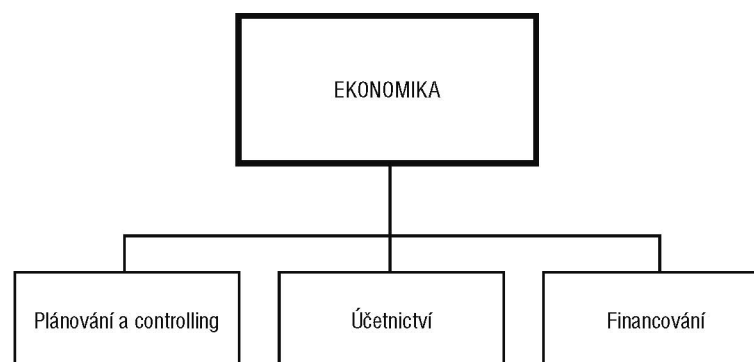 EKONOMIKA
Plánování a controlling
Účetnictví
Financování